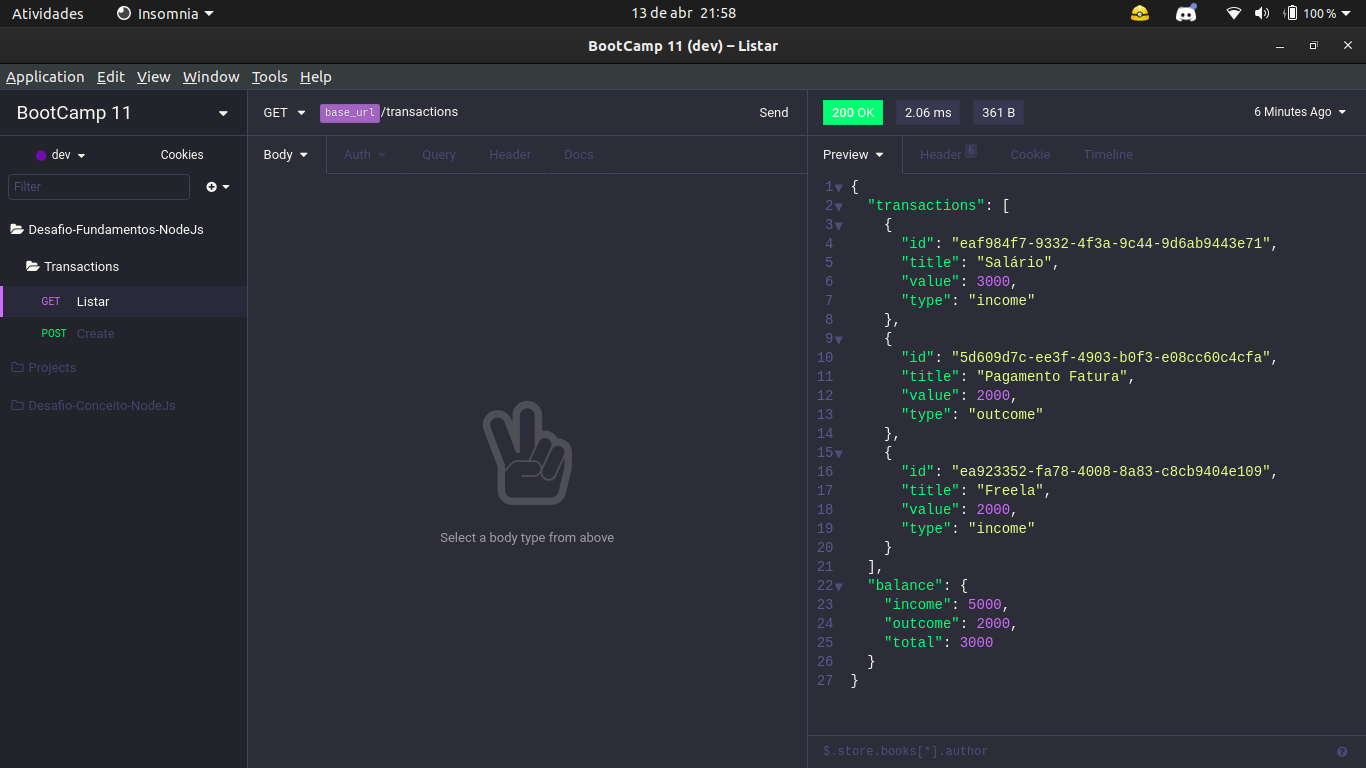 Atividades Insomnia 13 de abr 21:58 100 %
BootCamp 11 (dev) – Listar
Application Edit View Window Tools Help
BootCamp 11
dev Cookies
Filter
Desafio-Fundamentos-NodeJs
Transactions
GET Listar
POST Create
Projects
Desafio-Conceito-NodeJs
GET base_url/transactions Send
Body Auth Query Header Docs
Select a body type from above
200 OK 2.06 ms 361 B 6 Minutes Ago
Preview Header 6 Cookie Timeline
1 {
2 "transactions": [
3 {
4 "id": "eaf984f7-9332-4f3a-9c44-9d6ab9443e71",
5 "title": "Salário",
6 "value": 3000,
7 "type": "income"
8 },
9 {
10 "id": "5d609d7c-ee3f-4903-b0f3-e08cc60c4cfa",
11 "title": "Pagamento Fatura",
12 "value": 2000,
13 "type": "outcome"
14 },
15 {
16 "id": "ea923352-fa78-4008-8a83-c8cb9404e109",
17 "title": "Freela",
18 "value": 2000,
19 "type": "income"
20 }
21 ],
22 "balance": {
23 "income": 5000,
24 "outcome": 2000,
25 "total": 3000
26 }
27 }
$.store.books[*].author